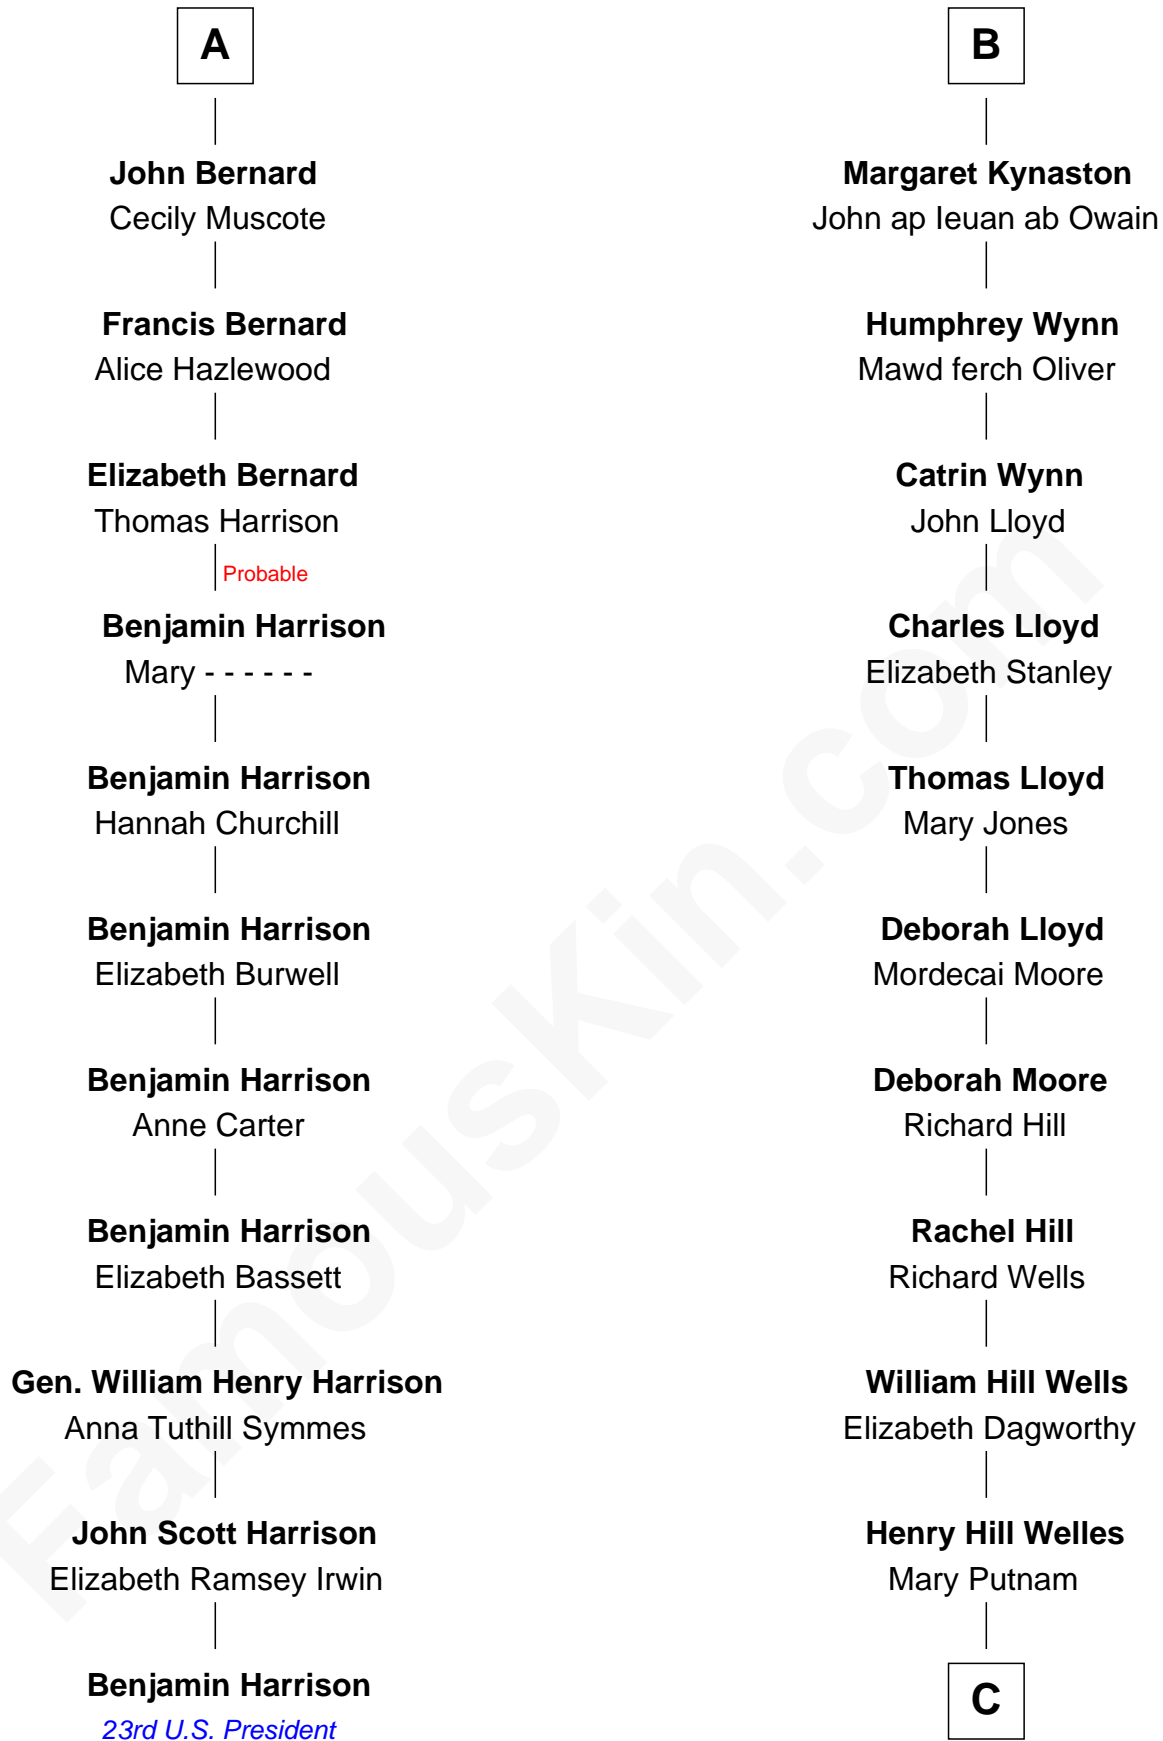 A
John Bernard
Cecily Muscote
Francis Bernard
Alice Hazlewood
Elizabeth Bernard
Thomas Harrison
Probable
Benjamin Harrison
Mary - - - - - -
Benjamin Harrison
Hannah Churchill
Benjamin Harrison
Elizabeth Burwell
Benjamin Harrison
Anne Carter
Benjamin Harrison
Elizabeth Bassett
Gen. William Henry Harrison
Anna Tuthill Symmes
John Scott Harrison
Elizabeth Ramsey Irwin
Benjamin Harrison
23rd U.S. President
B
Margaret Kynaston
John ap Ieuan ab Owain
Humphrey Wynn
Mawd ferch Oliver
Catrin Wynn
John Lloyd
Charles Lloyd
Elizabeth Stanley
Thomas Lloyd
Mary Jones
Deborah Lloyd
Mordecai Moore
Deborah Moore
Richard Hill
Rachel Hill
Richard Wells
William Hill Wells
Elizabeth Dagworthy
Henry Hill Welles
Mary Putnam
C
FamousKin.com